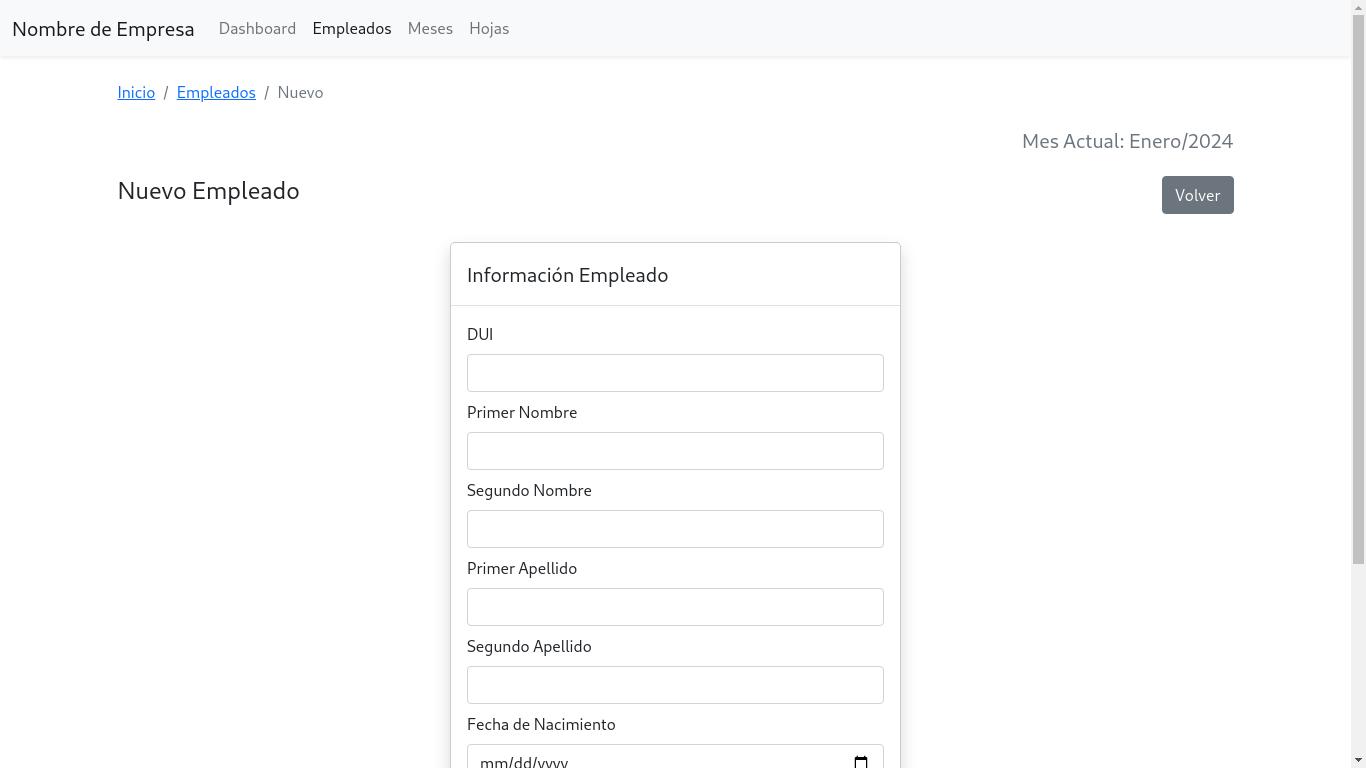 Nombre de Empresa Dashboard Empleados Meses Hojas
Inicio / Empleados / Nuevo
Mes Actual: Enero/2024
Nuevo Empleado
Volver
Información Empleado
DUI
Primer Nombre
Segundo Nombre
Primer Apellido
Segundo Apellido
Fecha de Nacimiento
mm/dd/yyyy